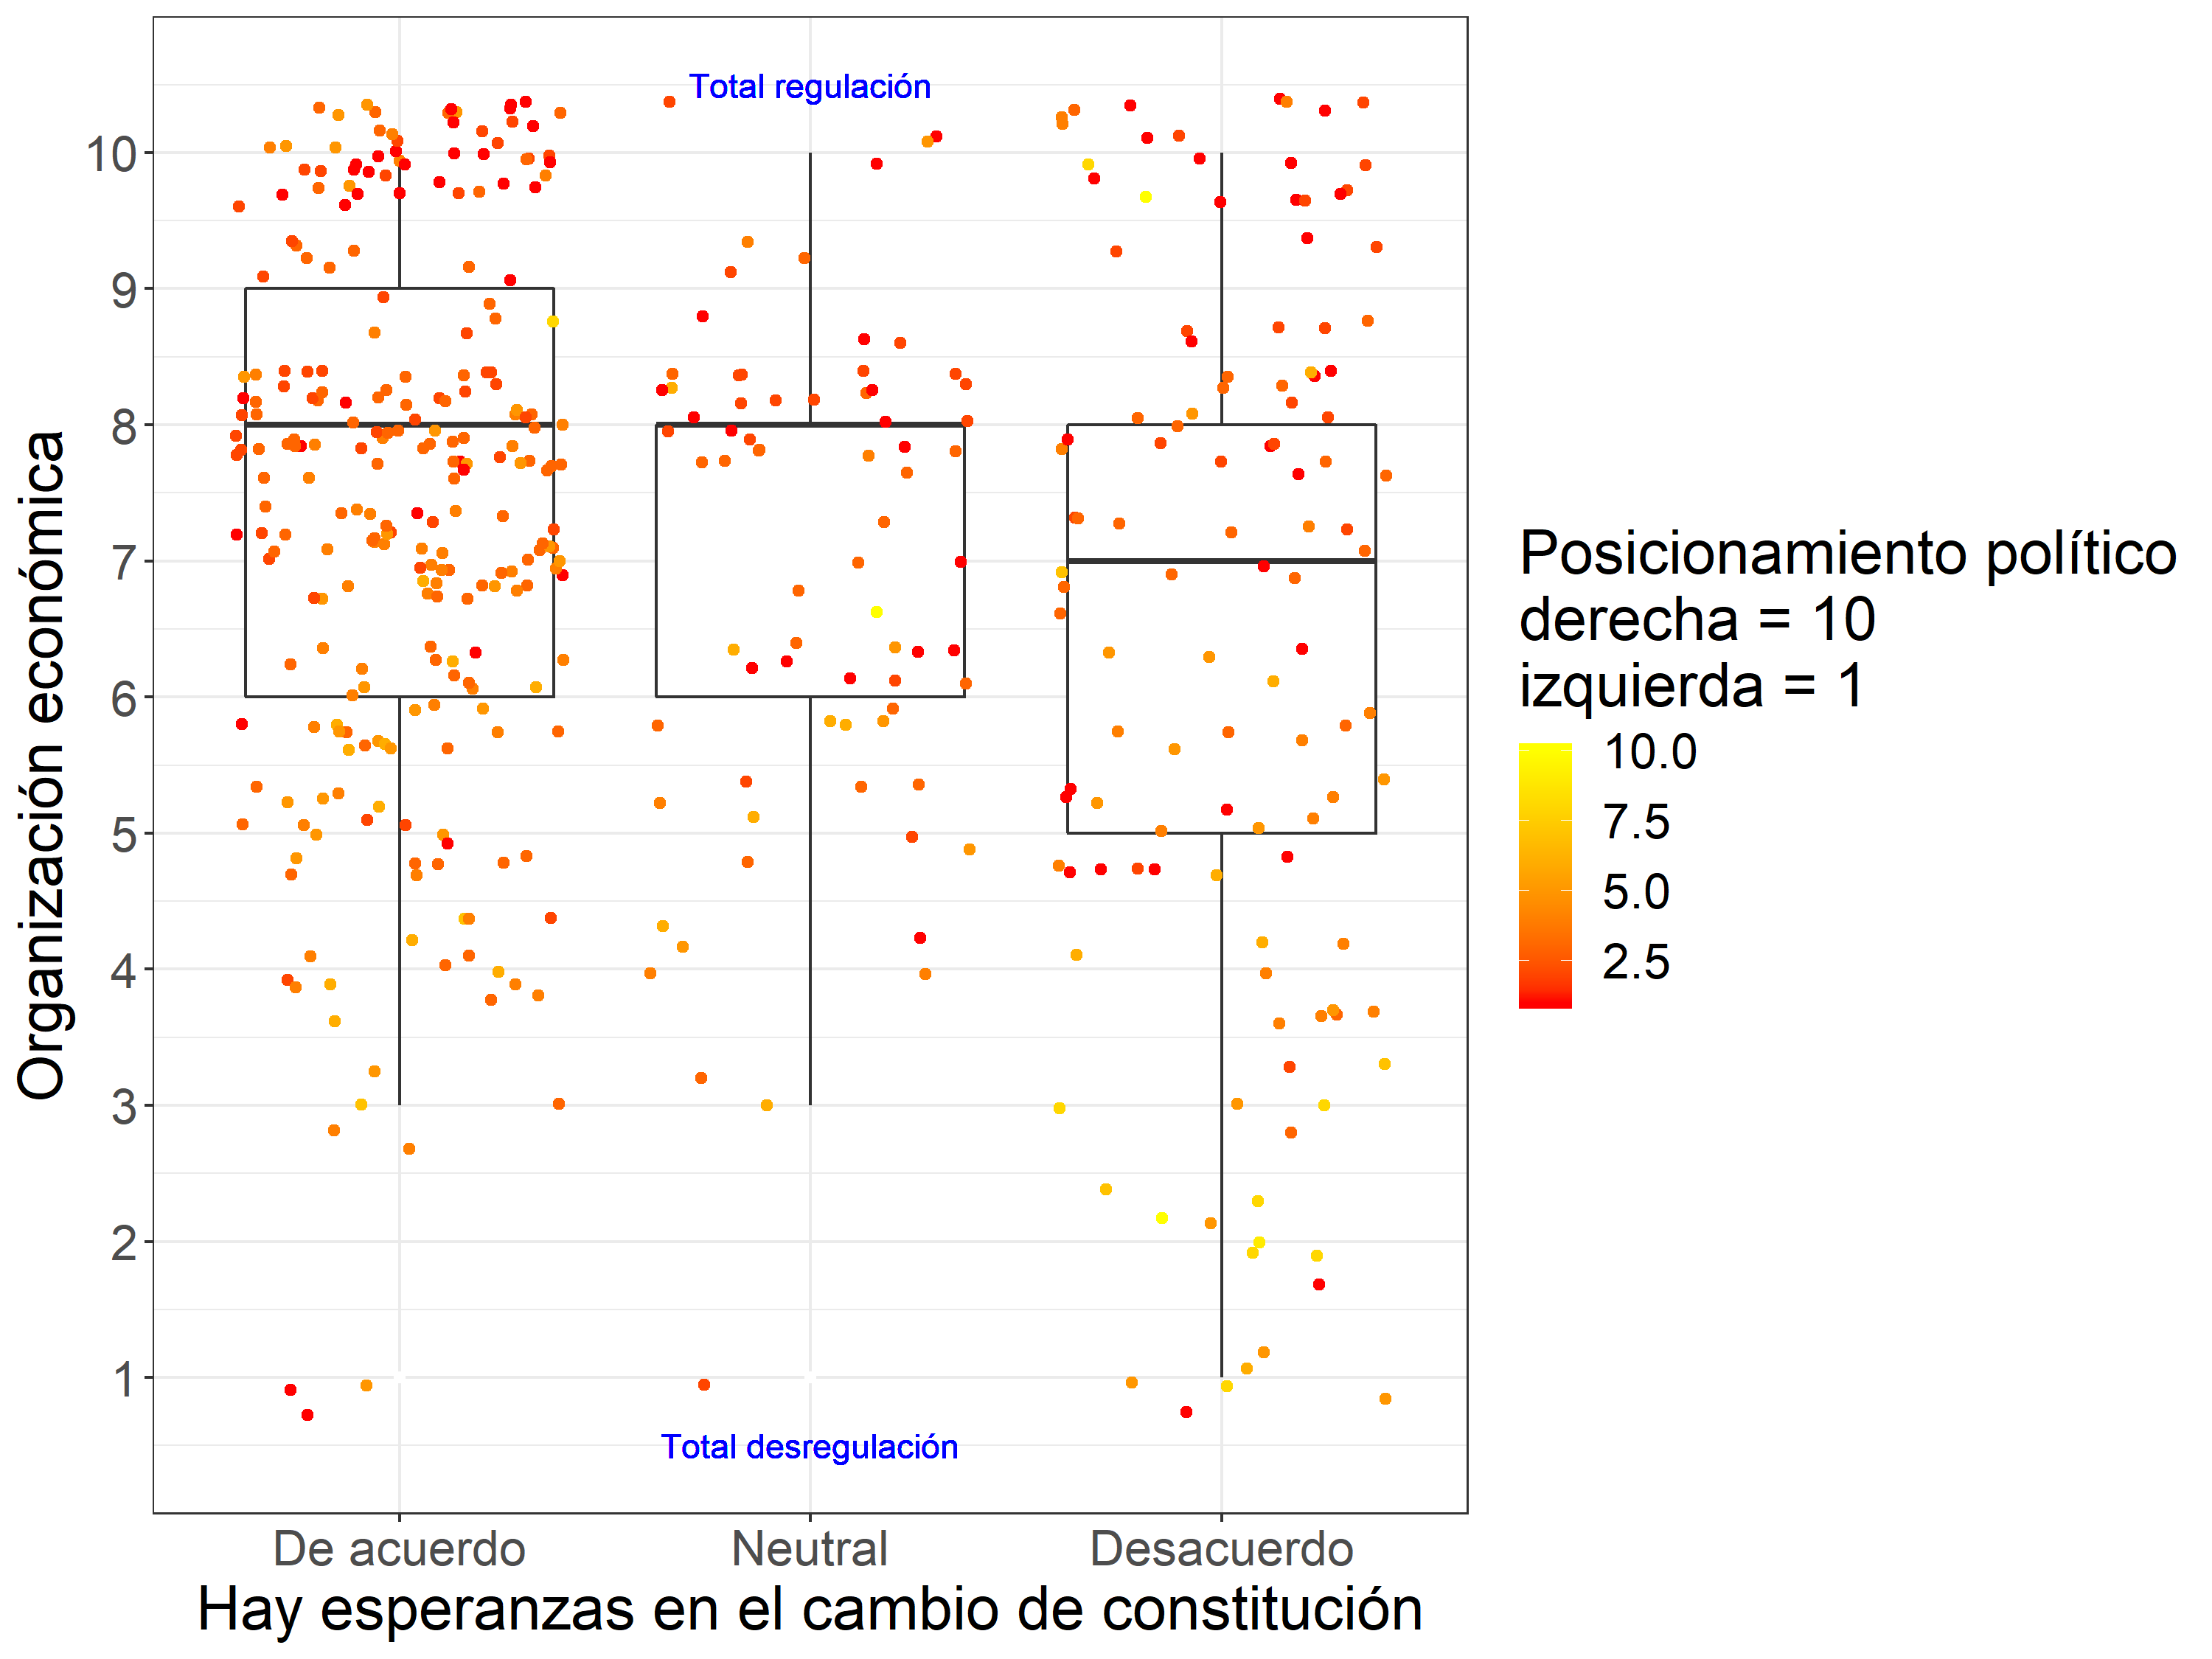 Total regulación
10
9
8
7
6
5
4
3
2
1
Organización económica
Total desregulación
De acuerdo
Neutral
Desacuerdo
Hay esperanzas en el cambio de constitución
Posicionamiento político
derecha = 10
izquierda = 1
10.0
7.5
5.0
2.5